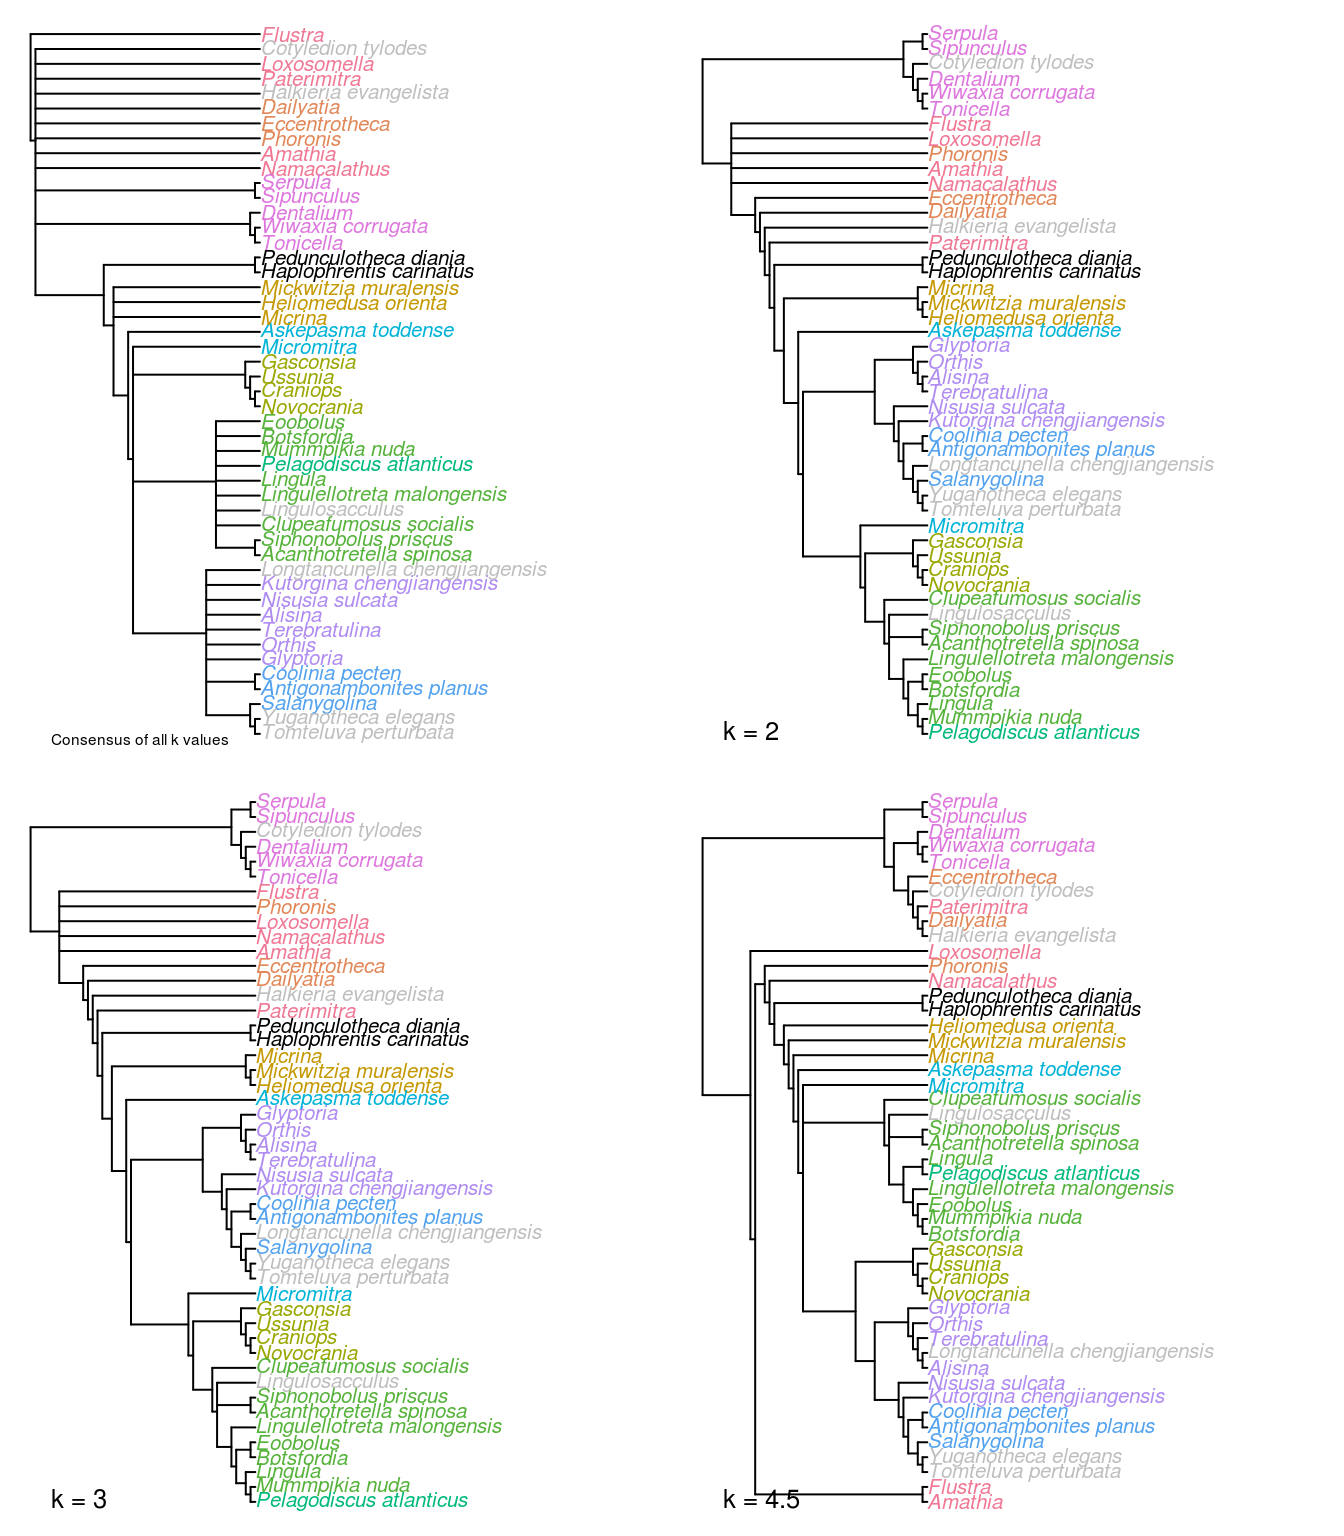 Flustra
Cotyledion tylodes
Loxosomella
Paterimitra
Halkieria evangelista
Dailyatia
Eccentrotheca
Phoronis
Amathia
Namacalathus
Serpula
Sipunculus
Dentalium
Wiwaxia corrugata
Tonicella
Pedunculotheca diania
Haplophrentis carinatus
Mickwitzia muralensis
Heliomedusa orienta
Micrina
Askepasma toddense
Micromitra
Gasconsia
Ussunia
Craniops
Novocrania
Eoobolus
Botsfordia
Mummpikia nuda
Pelagodiscus atlanticus
Lingula
Lingulellotreta malongensis
Lingulosacculus
Clupeafumosus socialis
Siphonobolus priscus
Acanthotretella spinosa
Longtancunella chengjiangensis
Kutorgina chengjiangensis
Nisusia sulcata
Alisina
Terebratulina
Orthis
Glyptoria
Coolinia pecten
Antigonambonites planus
Salanygolina
Yuganotheca elegans
Tomteluva perturbata
Consensus of all k values
Serpula
Sipunculus
Cotyledion tylodes
Dentalium
Wiwaxia corrugata
Tonicella
Flustra
Loxosomella
Phoronis
Amathia
Namacalathus
Eccentrotheca
Dailyatia
Halkieria evangelista
Paterimitra
Pedunculotheca diania
Haplophrentis carinatus
Micrina
Mickwitzia muralensis
Heliomedusa orienta
Askepasma toddense
Glyptoria
Orthis
Alisina
Terebratulina
Nisusia sulcata
Kutorgina chengjiangensis
Coolinia pecten
Antigonambonites planus
Longtancunella chengjiangensis
Salanygolina
Yuganotheca elegans
Tomteluva perturbata
Micromitra
Gasconsia
Ussunia
Craniops
Novocrania
Clupeafumosus socialis
Lingulosacculus
Siphonobolus priscus
Acanthotretella spinosa
Lingulellotreta malongensis
Eoobolus
Botsfordia
Lingula
Mummpikia nuda
Pelagodiscus atlanticus
k = 2
Serpula
Sipunculus
Cotyledion tylodes
Dentalium
Wiwaxia corrugata
Tonicella
Flustra
Phoronis
Loxosomella
Namacalathus
Amathia
Eccentrotheca
Dailyatia
Halkieria evangelista
Paterimitra
Pedunculotheca diania
Haplophrentis carinatus
Micrina
Mickwitzia muralensis
Heliomedusa orienta
Askepasma toddense
Glyptoria
Orthis
Alisina
Terebratulina
Nisusia sulcata
Kutorgina chengjiangensis
Coolinia pecten
Antigonambonites planus
Longtancunella chengjiangensis
Salanygolina
Yuganotheca elegans
Tomteluva perturbata
Micromitra
Gasconsia
Ussunia
Craniops
Novocrania
Clupeafumosus socialis
Lingulosacculus
Siphonobolus priscus
Acanthotretella spinosa
Lingulellotreta malongensis
Eoobolus
Botsfordia
Lingula
Mummpikia nuda
Pelagodiscus atlanticus
k = 3
Serpula
Sipunculus
Dentalium
Wiwaxia corrugata
Tonicella
Eccentrotheca
Cotyledion tylodes
Paterimitra
Dailyatia
Halkieria evangelista
Loxosomella
Phoronis
Namacalathus
Pedunculotheca diania
Haplophrentis carinatus
Heliomedusa orienta
Mickwitzia muralensis
Micrina
Askepasma toddense
Micromitra
Clupeafumosus socialis
Lingulosacculus
Siphonobolus priscus
Acanthotretella spinosa
Lingula
Pelagodiscus atlanticus
Lingulellotreta malongensis
Eoobolus
Mummpikia nuda
Botsfordia
Gasconsia
Ussunia
Craniops
Novocrania
Glyptoria
Orthis
Terebratulina
Longtancunella chengjiangensis
Alisina
Nisusia sulcata
Kutorgina chengjiangensis
Coolinia pecten
Antigonambonites planus
Salanygolina
Yuganotheca elegans
Tomteluva perturbata
Flustra
Amathia
k = 4.5